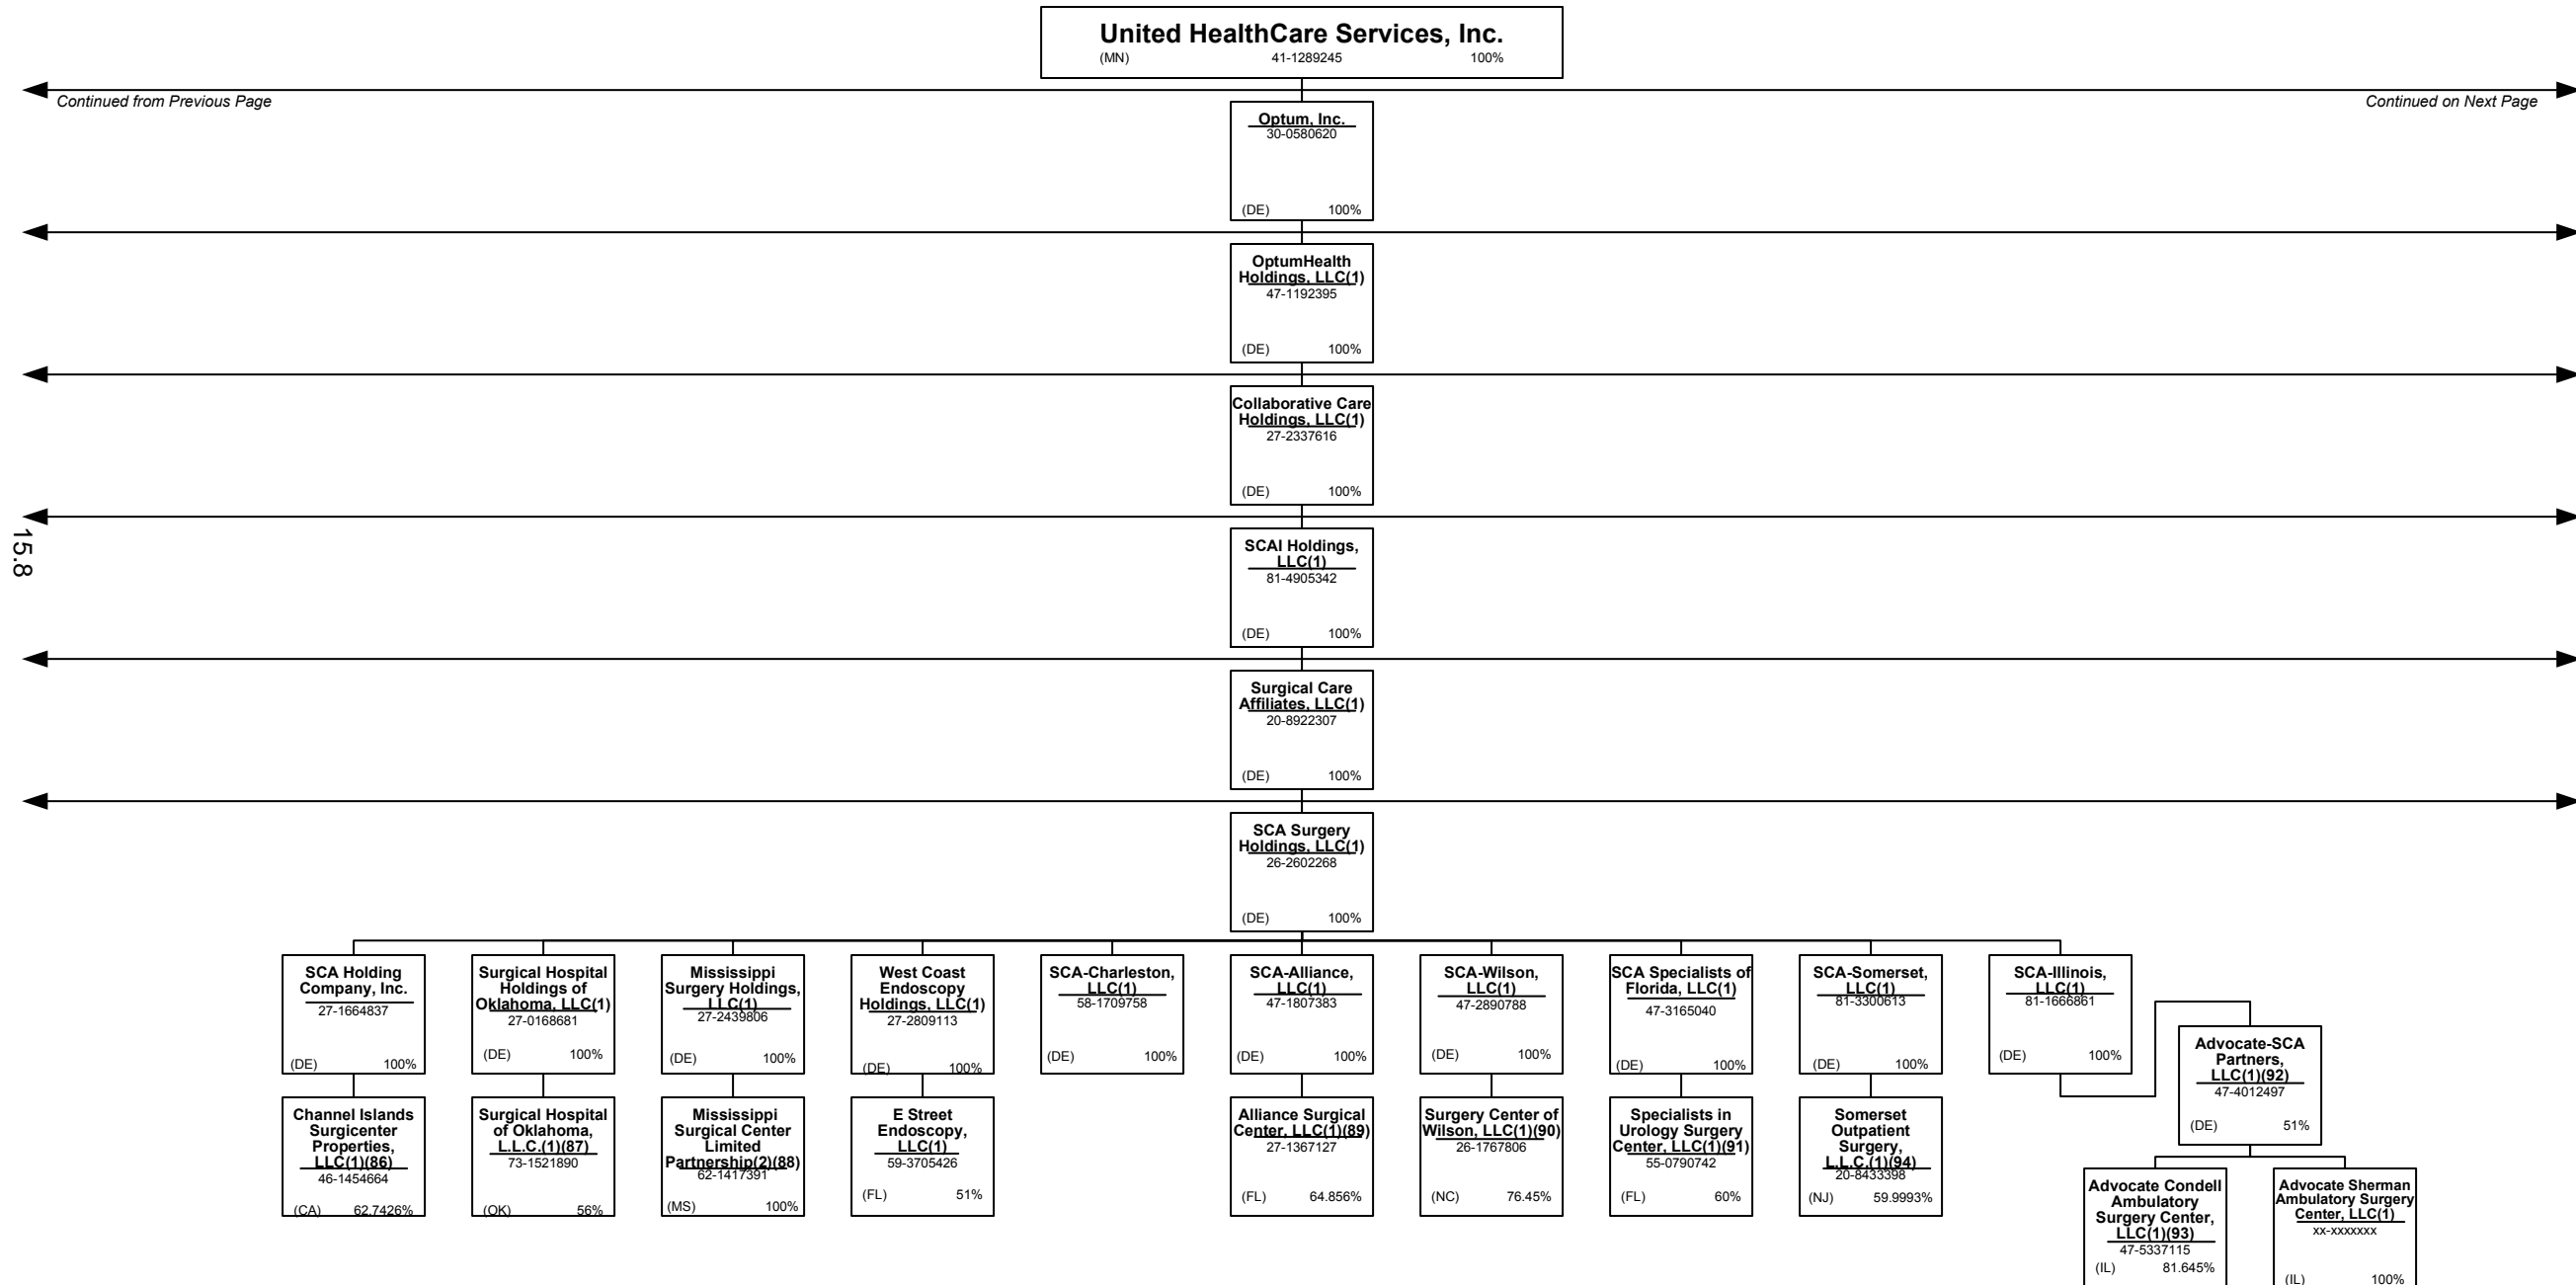 United HealthCare Services, Inc.
(MN) 41-1289245 100%
Continued from Previous Page
Continued on Next Page
Optum, Inc.
30-0580620
(DE) 100%
OptumHealth
Holdings, LLC(1)
47-1192395
(DE) 100%
Collaborative Care
Holdings, LLC(1)
27-2337616
(DE) 100%
15.8
SCAI Holdings,
LLC(1)
81-4905342
(DE) 100%
Surgical Care
Affiliates, LLC(1)
20-8922307
(DE) 100%
SCA Surgery
Holdings, LLC(1)
26-2602268
(DE) 100%
SCA Holding
Company, Inc.
27-1664837
(DE) 100%
Surgical Hospital
Holdings of
Oklahoma, LLC(1)
27-0168681
(DE) 100%
Mississippi
Surgery Holdings,
LLC(1)
27-2439806
(DE) 100%
West Coast
Endoscopy
Holdings, LLC(1)
27-2809113
(DE) 100%
SCA-Charleston,
LLC(1)
58-1709758
(DE) 100%
SCA-Alliance,
LLC(1)
47-1807383
(DE) 100%
SCA-Wilson,
LLC(1)
47-2890788
(DE) 100%
SCA Specialists of
Florida, LLC(1)
47-3165040
(DE) 100%
SCA-Somerset,
LLC(1)
81-3300613
(DE) 100%
SCA-Illinois,
LLC(1)
81-1666861
(DE) 100%
Advocate-SCA
Partners,
LLC(1)(92)
47-4012497
(DE) 51%
Channel Islands
Surgicenter
Properties,
LLC(1)(86)
46-1454664
(CA) 62.7426%
Surgical Hospital
of Oklahoma,
L.L.C.(1)(87)
73-1521890
(OK) 56%
Mississippi
Surgical Center
Limited
Partnership(2)(88)
62-1417391
(MS) 100%
E Street
Endoscopy,
LLC(1)
59-3705426
(FL) 51%
Alliance Surgical
Center, LLC(1)(89)
27-1367127
(FL) 64.856%
Surgery Center of
Wilson, LLC(1)(90)
26-1767806
(NC) 76.45%
Specialists in
Urology Surgery
Center, LLC(1)(91)
55-0790742
(FL) 60%
Somerset
Outpatient
Surgery,
L.L.C.(1)(94)
20-8433398
(NJ) 59.9993%
Advocate Condell
Ambulatory
Surgery Center,
LLC(1)(93)
47-5337115
(IL) 81.645%
Advocate Sherman
Ambulatory Surgery
Center, LLC(1)
xx-xxxxxxx
(IL) 100%